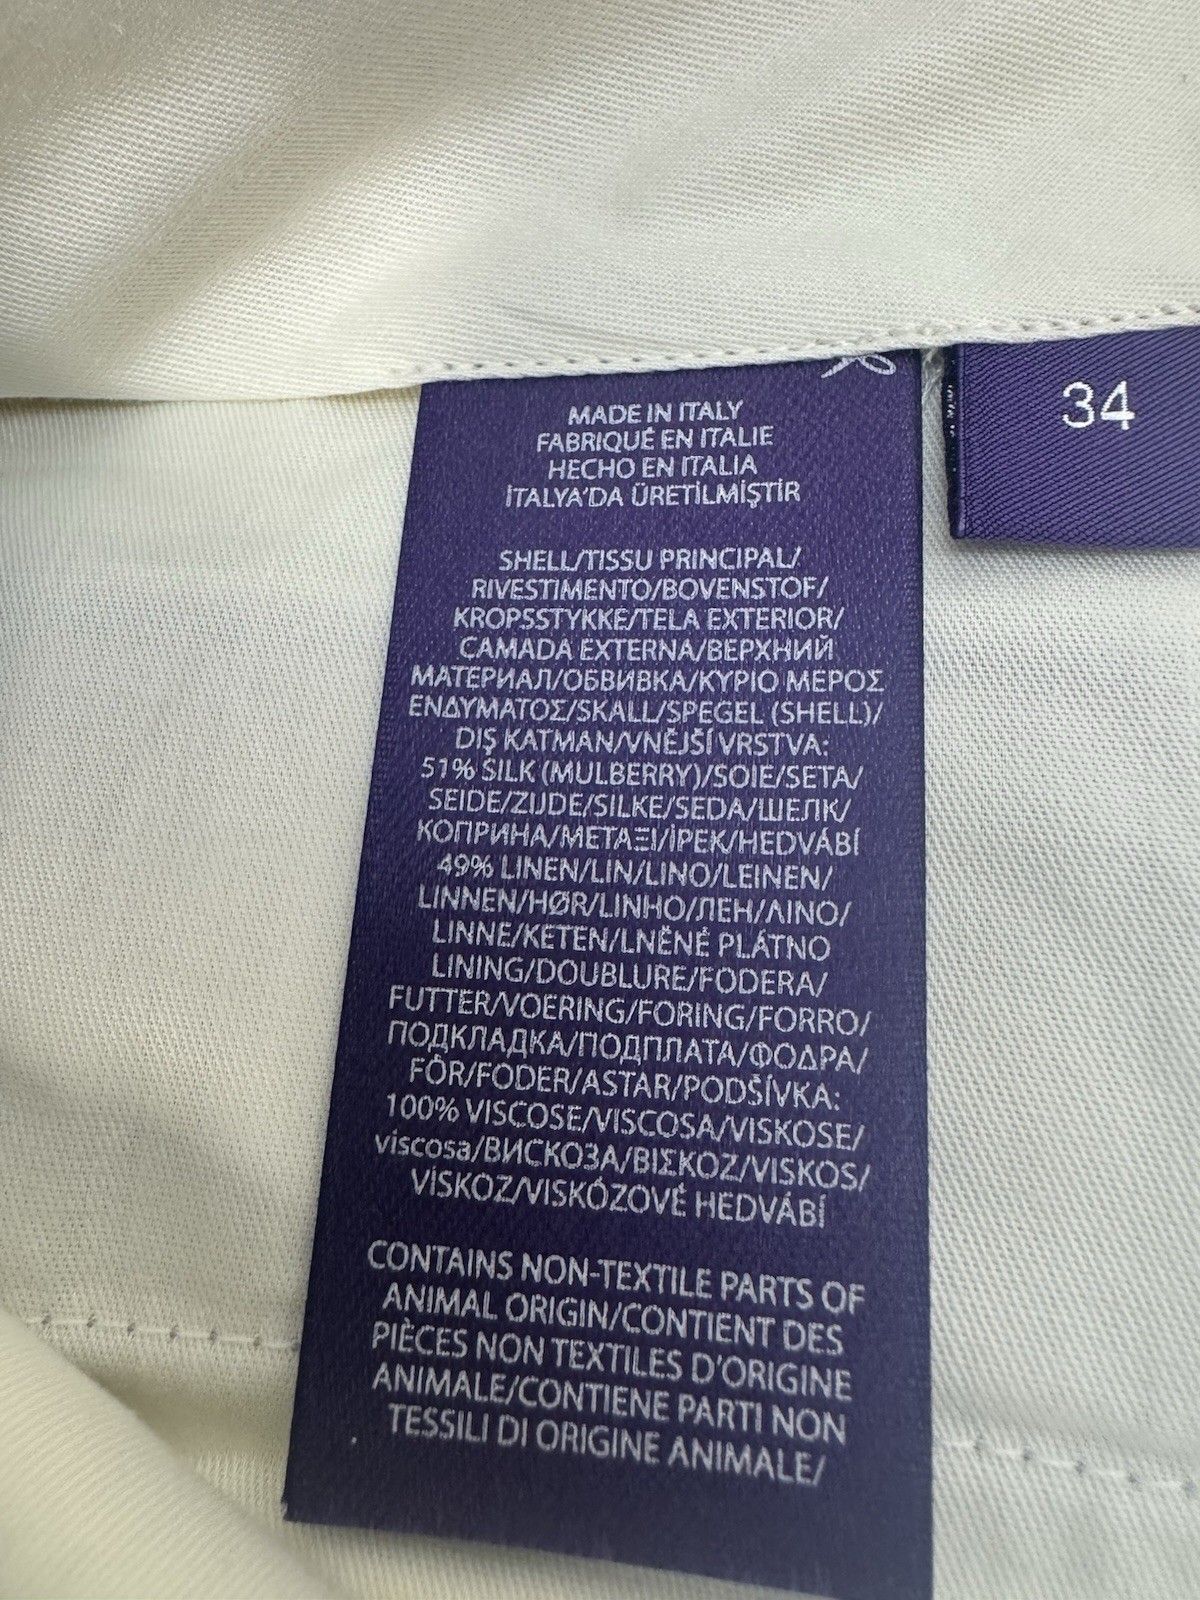 34
MADE IN ITALY
FABRIQUÉ EN ITALIE
HECHO EN ITALIA
İTALYA'DA ÜRETİLMİŞTİR
SHELL/TISSU PRINCIPAL/
RIVESTIMENTO/BOVENSTOF/
KROPSSTYKKE/TELA EXTERIOR/
CAMADA EXTERNA/ВЕРХНИЙ
МАТЕРИАЛ/ОБВИВКА/ΚΥΡΙΟ ΜΕΡΟΣ
ΕΝΔΥΜΑΤΟΣ/SKALL/SPEGEL (SHELL)/
DIŞ KATMAN/VNĚJŠÍ VRSTVA:
51% SILK (MULBERRY)/SOIE/SETA/
SEIDE/ZIJDE/SILKE/SEDA/ШЕЛК/
КОПРИНА/ΜΕΤΑΞΙ/İPEK/HEDVÁBÍ
49% LINEN/LIN/LINO/LEINEN/
LINNEN/HØR/LINHO/ЛЕН/ΛΙΝΟ/
LINNE/KETEN/LNĚNÉ PLÁTNO
LINING/DOUBLURE/FODERA/
FUTTER/VOERING/FORING/FORRO/
ПОДКЛАДКА/ПОДПЛАТА/ΦΟΔΡΑ/
FÔR/FODER/ASTAR/PODŠÍVKA:
100% VISCOSE/VISCOSA/VISKOSE/
viscosa/ВИСКОЗА/ΒΙΣΚΟΖ/VISKOS/
VİSKOZ/VISKÓZOVÉ HEDVÁBÍ
CONTAINS NON-TEXTILE PARTS OF
ANIMAL ORIGIN/CONTIENT DES
PIÈCES NON TEXTILES D'ORIGINE
ANIMALE/CONTIENE PARTI NON
TESSILI DI ORIGINE ANIMALE/